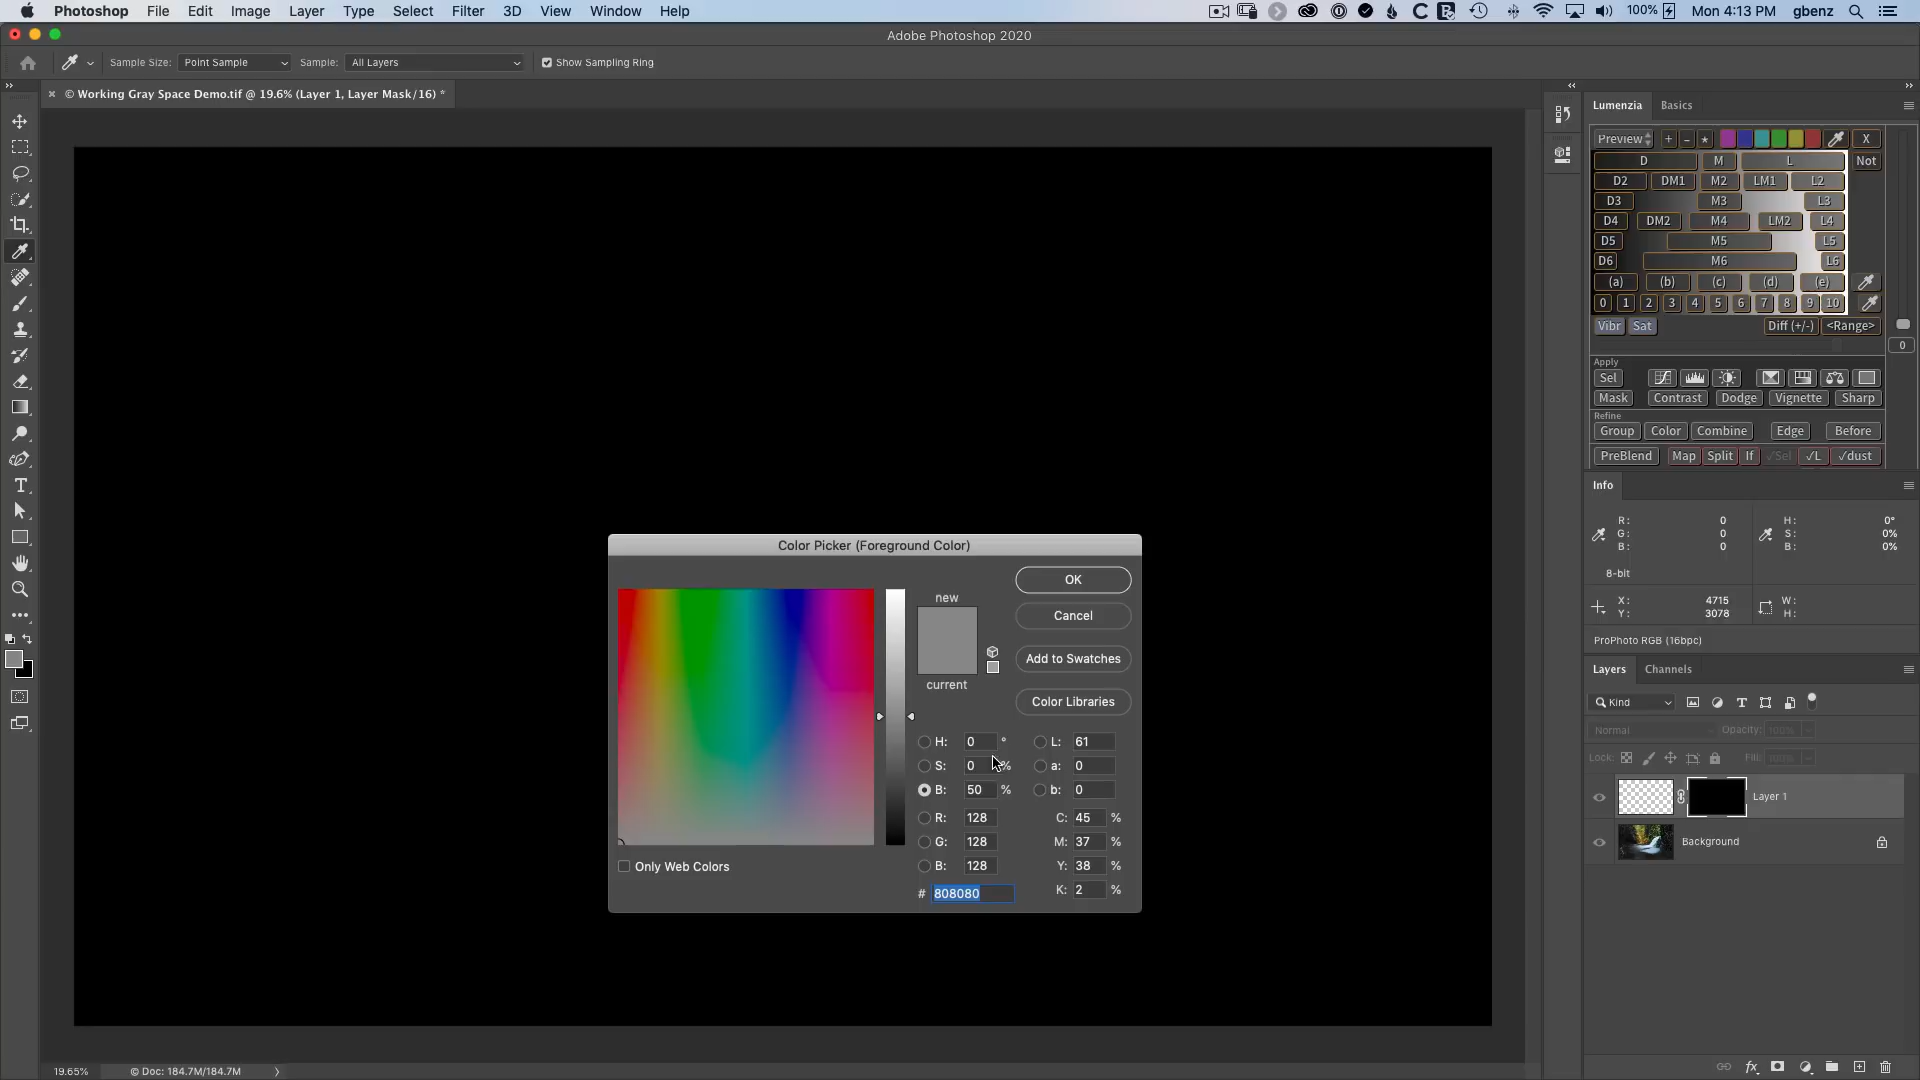 Photoshop File Edit Image Layer Type Select Filter 3D View Window Help 100% Mon 4:13 PM gbenz
Adobe Photoshop 2020
Sample Size: Point Sample Sample: All Layers Show Sampling Ring
© Working Gray Space Demo.tif @ 19.6% (Layer 1, Layer Mask/16) *
Lumenzia Basics
Preview + - ★ X
D M L Not
D2 DM1 M2 LM1 L2
D3 M3 L3
D4 DM2 M4 LM2 L4
D5 M5 L5
D6 M6 L6
(a) (b) (c) (d) (e)
0 1 2 3 4 5 6 7 8 9 10
Vibr Sat Diff (+/-) <Range>
0
Apply
Sel
Mask Contrast Dodge Vignette Sharp
Refine
Group Color Combine Edge Before
PreBlend Map Split If √Sel √L √dust
Info
R: 0 H: 0°
G: 0 S: 0%
B: 0 B: 0%
8-bit
X: 4715 W:
Y: 3078 H:
ProPhoto RGB (16bpc)
Layers Channels
Kind
Normal Opacity: 100%
Lock: Fill: 100%
Layer 1
Background
Color Picker (Foreground Color)
OK
new
Cancel
Add to Swatches
current
Color Libraries
H: 0 ° L: 61
S: 0 % a: 0
B: 50 % b: 0
R: 128 C: 45 %
G: 128 M: 37 %
B: 128 Y: 38 %
Only Web Colors
# 808080 K: 2 %
19.65% © Doc: 184.7M/184.7M